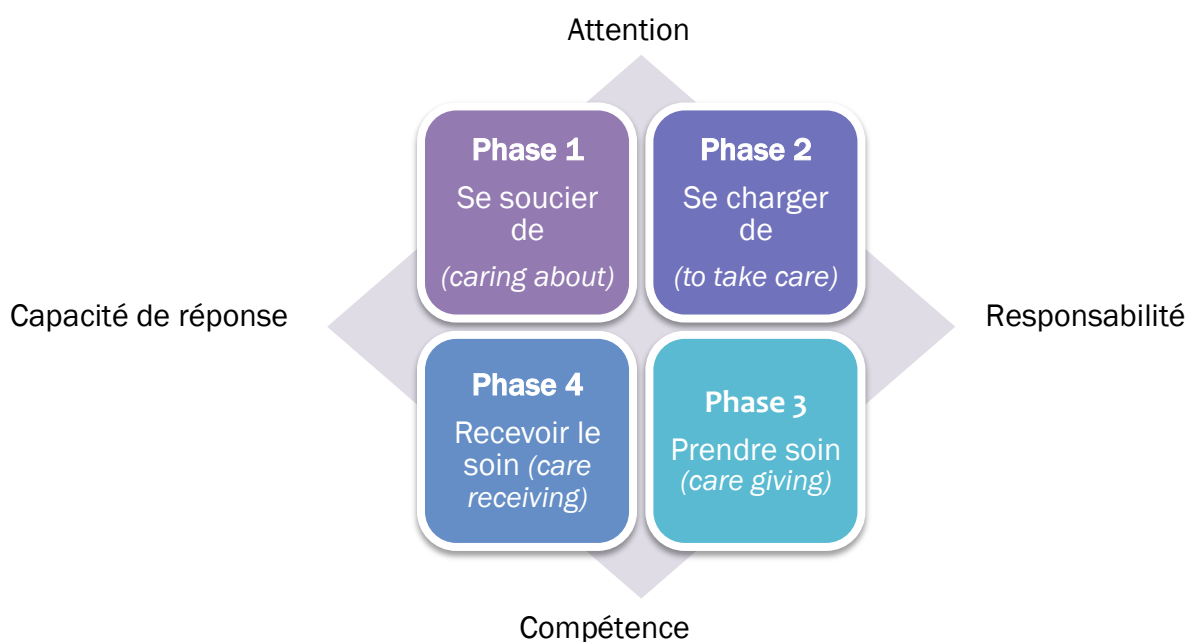 Attention
Phase 1
Se soucier
de
(caring about)
Phase 2
Se charger
de
(to take care)
Capacité de réponse
Responsabilité
Phase 4
Recevoir le
soin (care
receiving)
Phase 3
Prendre soin
(care giving)
Compétence